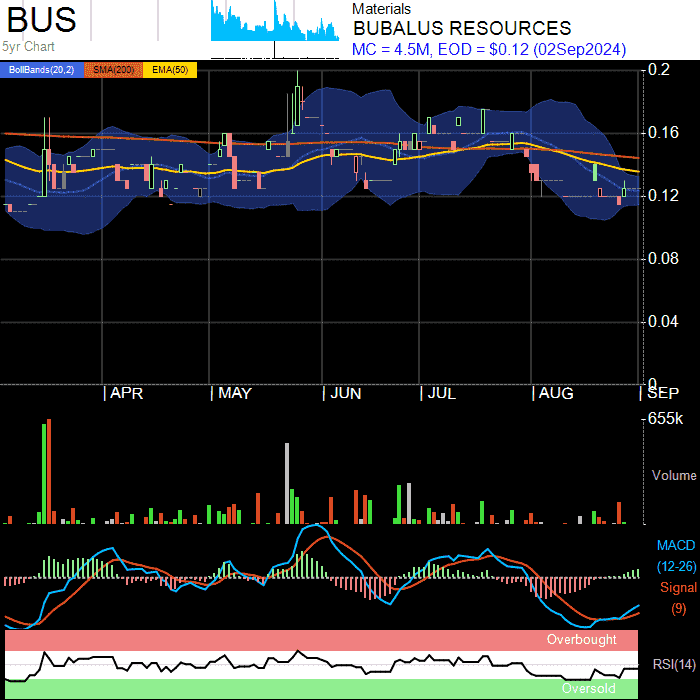 BUS
5yr Chart
Materials
BUBALUS RESOURCES
MC = 4.5M, EOD = $0.12 (02Sep2024)
BollBands(20,2) SMA(200) EMA(50)
0.2
0.16
0.12
0.08
0.04
0
APR MAY JUN JUL AUG SEP
655k
Volume
MACD
(12-26)
Signal
(9)
Overbought
RSI(14)
Oversold